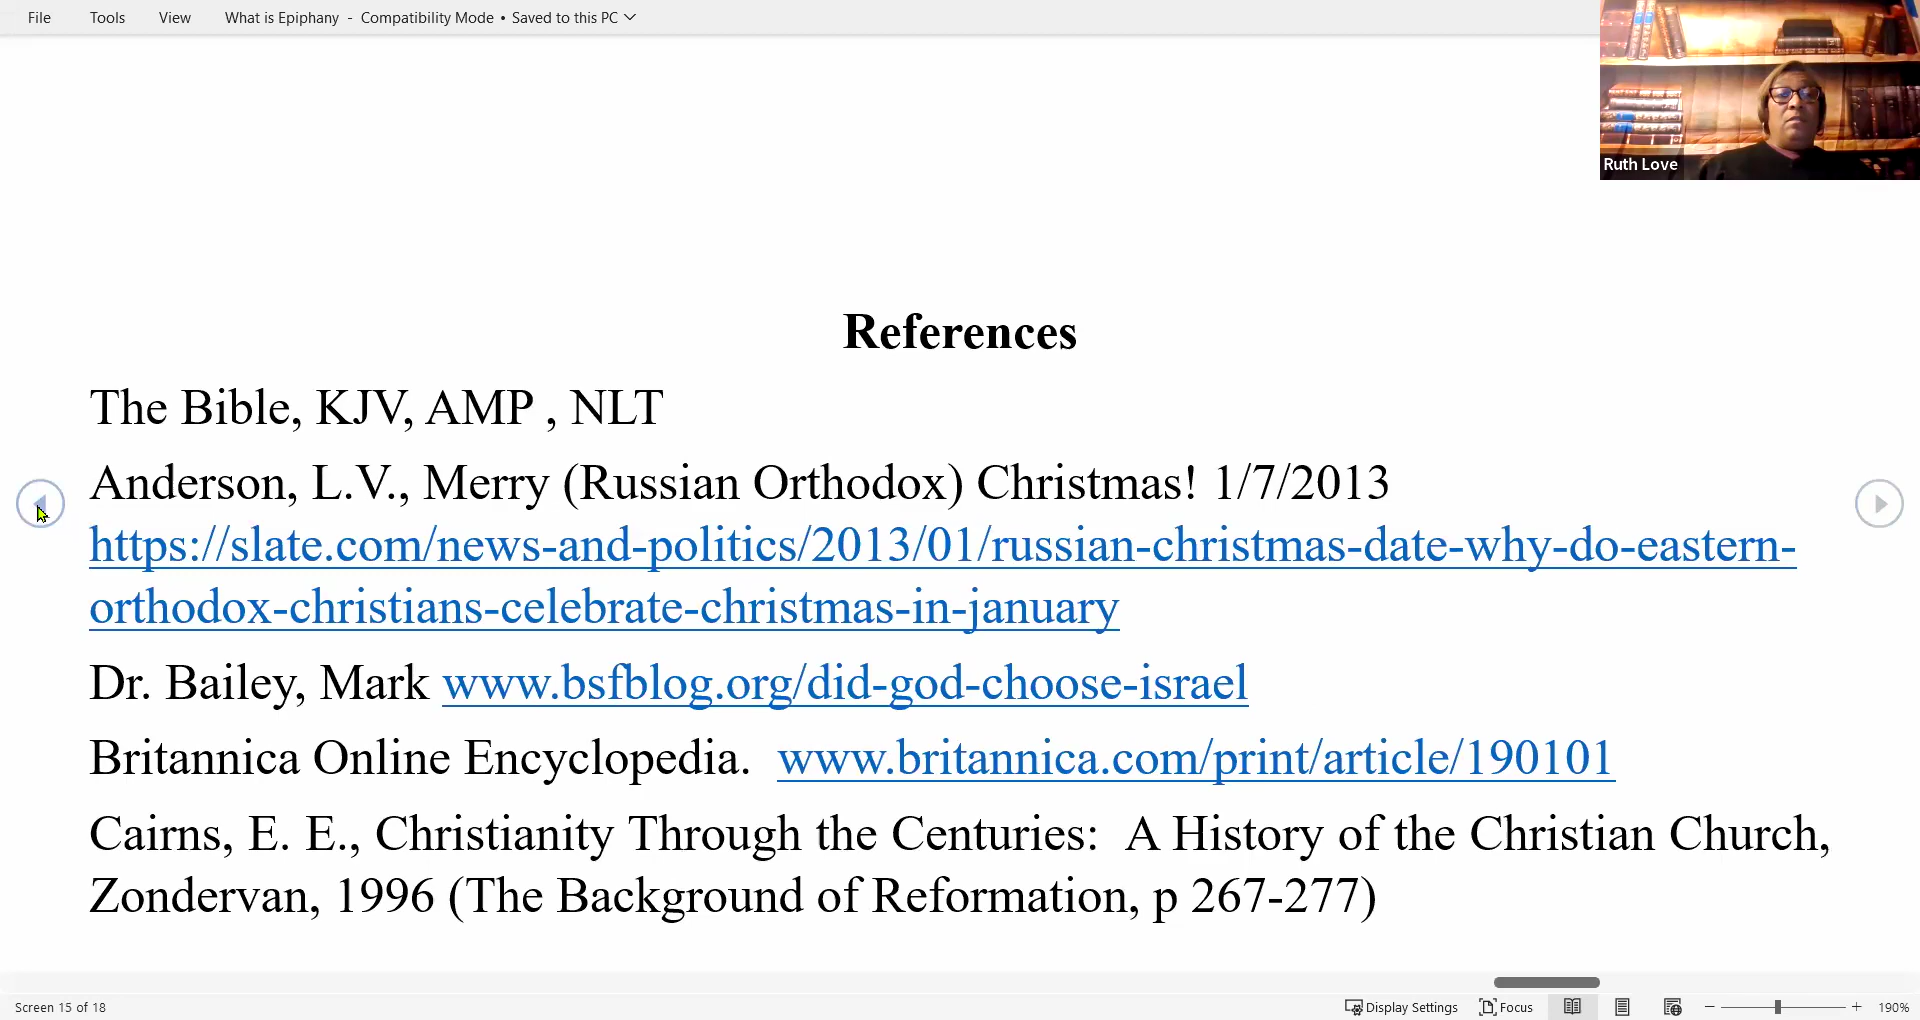 File Tools View What is Epiphany - Compatibility Mode • Saved to this PC
Ruth Love
References
The Bible, KJV, AMP , NLT
Anderson, L.V., Merry (Russian Orthodox) Christmas! 1/7/2013
https://slate.com/news-and-politics/2013/01/russian-christmas-date-why-do-eastern-
orthodox-christians-celebrate-christmas-in-january
Dr. Bailey, Mark www.bsfblog.org/did-god-choose-israel
Britannica Online Encyclopedia.  www.britannica.com/print/article/190101
Cairns, E. E., Christianity Through the Centuries:  A History of the Christian Church,
Zondervan, 1996 (The Background of Reformation, p 267-277)
Screen 15 of 18 Display Settings Focus 190%